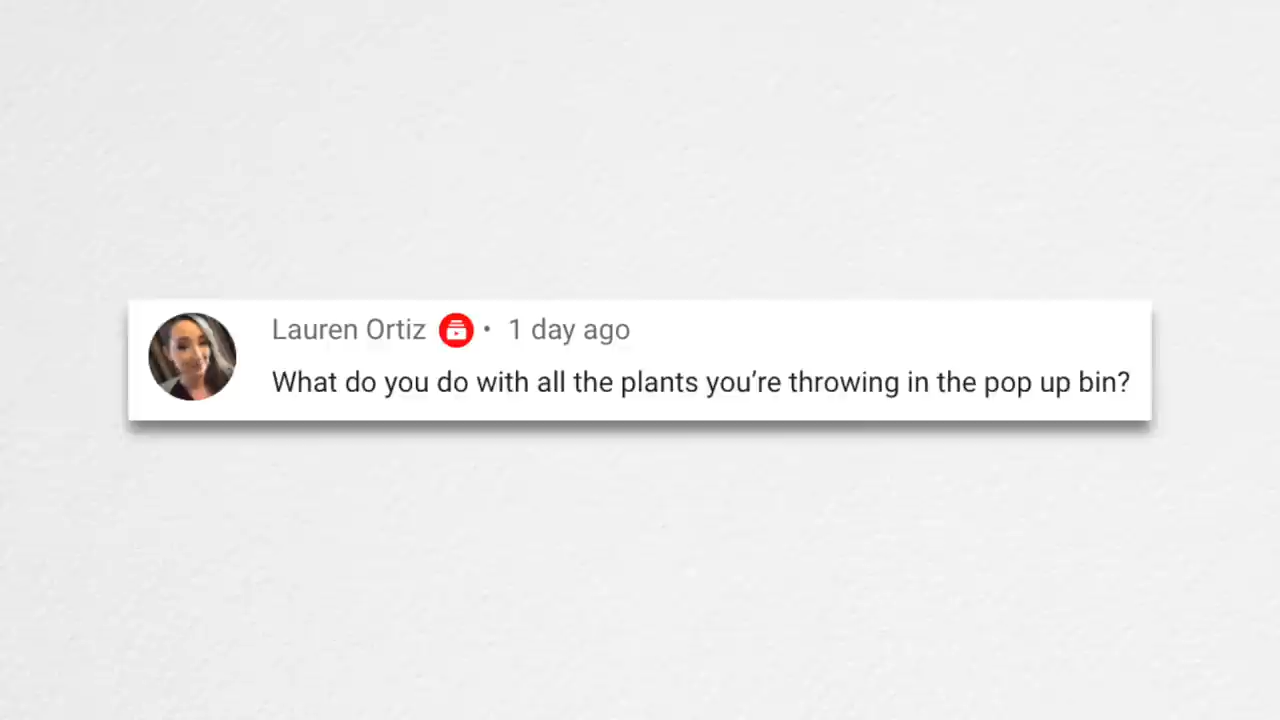 Lauren Ortiz • 1 day ago
What do you do with all the plants you’re throwing in the pop up bin?